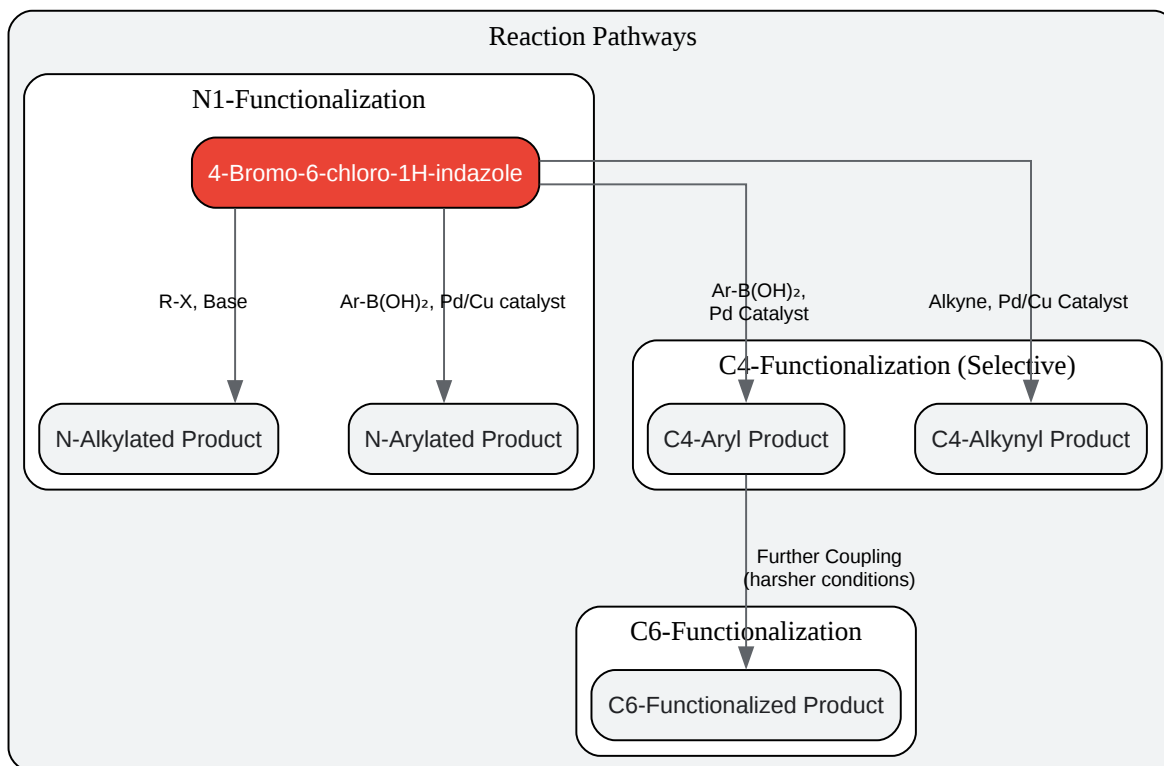 Reaction Pathways
N1-Functionalization
4-Bromo-6-chloro-1H-indazole
R-X, Base
Ar-B(OH)₂, Pd/Cu catalyst
Ar-B(OH)₂,
Pd Catalyst
Alkyne, Pd/Cu Catalyst
C4-Functionalization (Selective)
N-Alkylated Product
N-Arylated Product
C4-Aryl Product
C4-Alkynyl Product
Further Coupling
(harsher conditions)
C6-Functionalization
C6-Functionalized Product